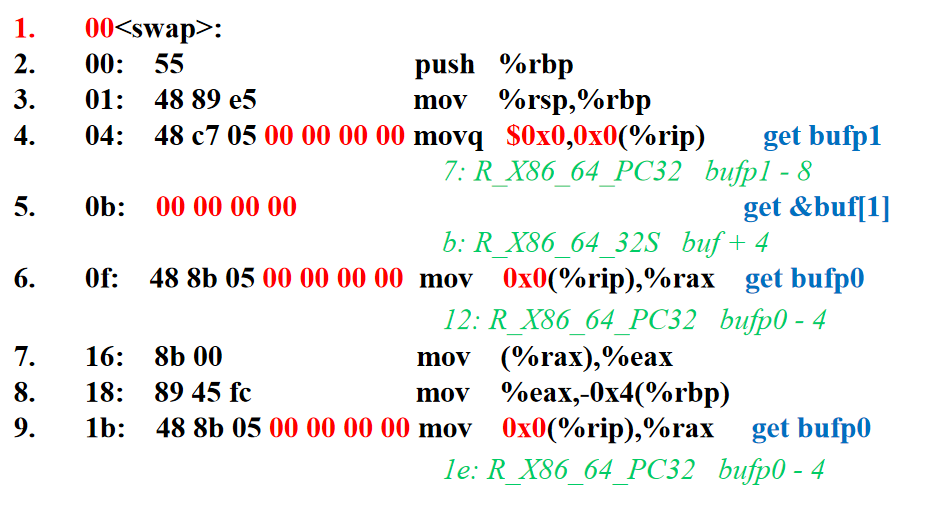 1. 00<swap>:
2. 00: 55 push %rbp
3. 01: 48 89 e5 mov %rsp,%rbp
4. 04: 48 c7 05 00 00 00 00 movq $0x0,0x0(%rip) get bufp1
7: R_X86_64_PC32 bufp1 - 8
5. 0b: 00 00 00 00 get &buf[1]
b: R_X86_64_32S buf + 4
6. 0f: 48 8b 05 00 00 00 00 mov 0x0(%rip),%rax get bufp0
12: R_X86_64_PC32 bufp0 - 4
7. 16: 8b 00 mov (%rax),%eax
8. 18: 89 45 fc mov %eax,-0x4(%rbp)
9. 1b: 48 8b 05 00 00 00 00 mov 0x0(%rip),%rax get bufp0
1e: R_X86_64_PC32 bufp0 - 4